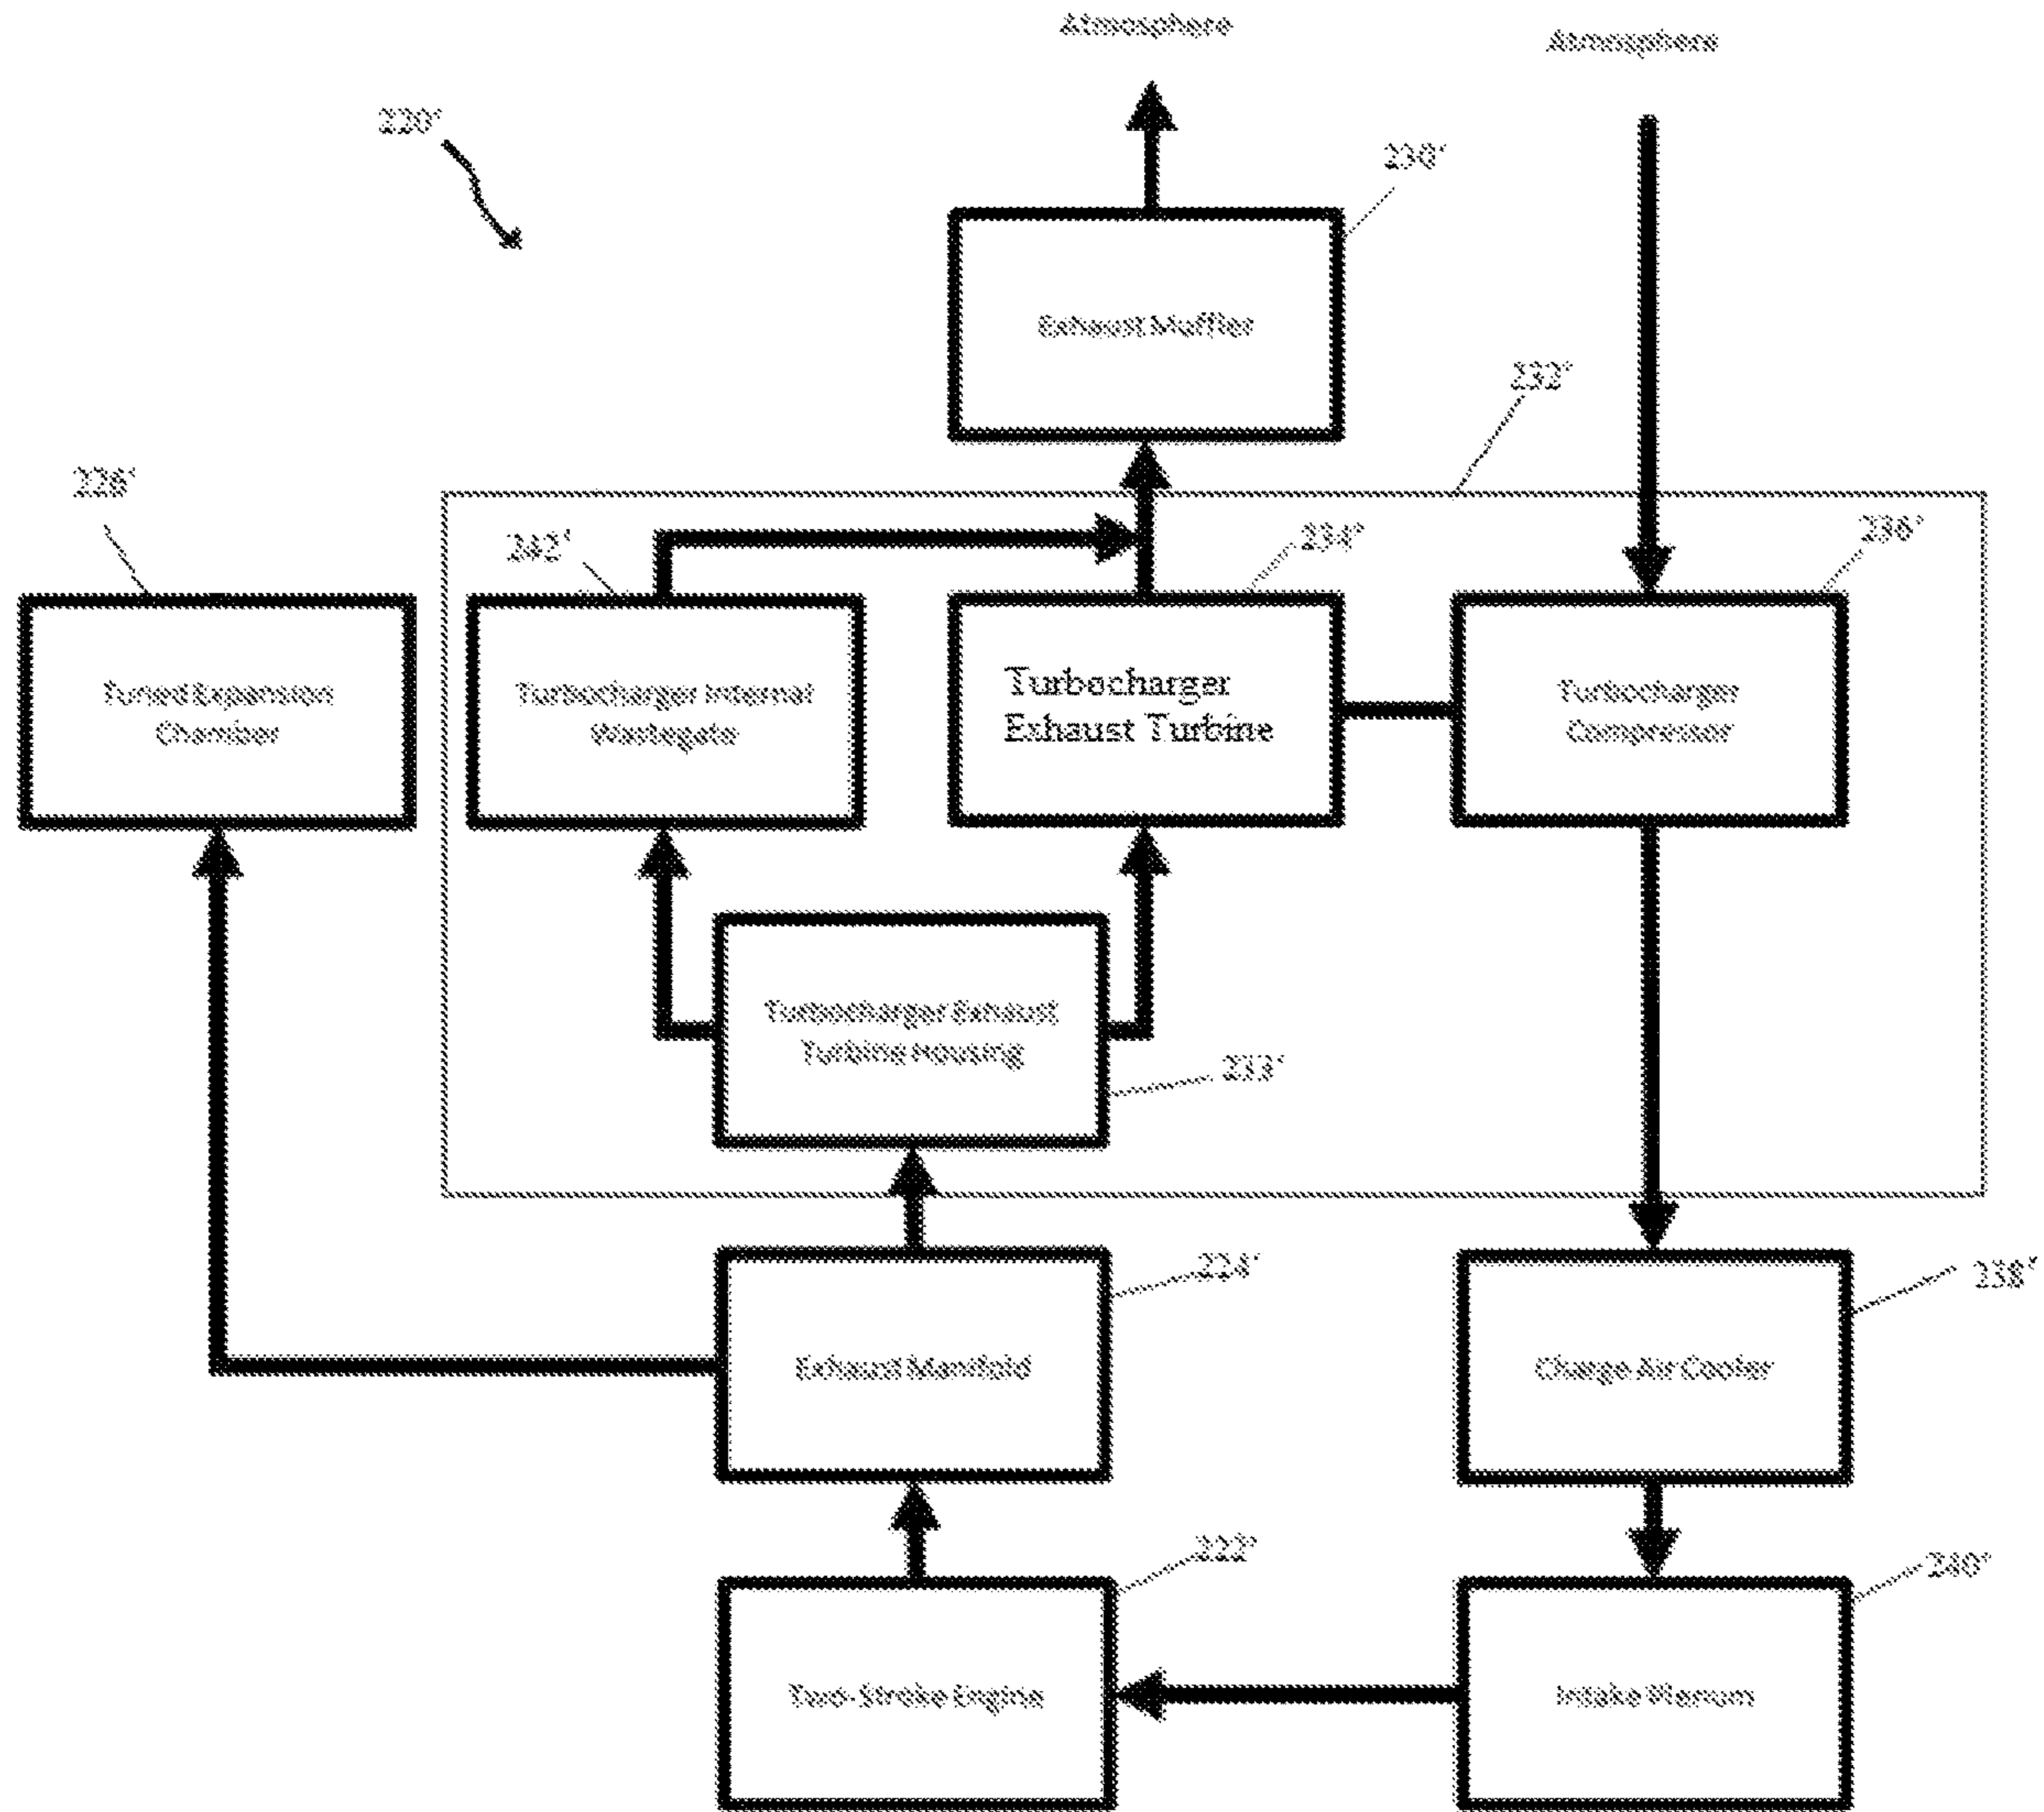 Atmosphere
Atmosphere
220'
230'
Exhaust Muffler
232'
226'
242'
234'
236'
Tuned Expansion
Chamber
Turbocharger Internal
Wastegate
Turbocharger
Exhaust Turbine
Turbocharger
Compressor
Turbocharger Exhaust
Turbine Housing
233'
224'
238'
Exhaust Manifold
Charge Air Cooler
222'
240'
Two-Stroke Engine
Intake Plenum